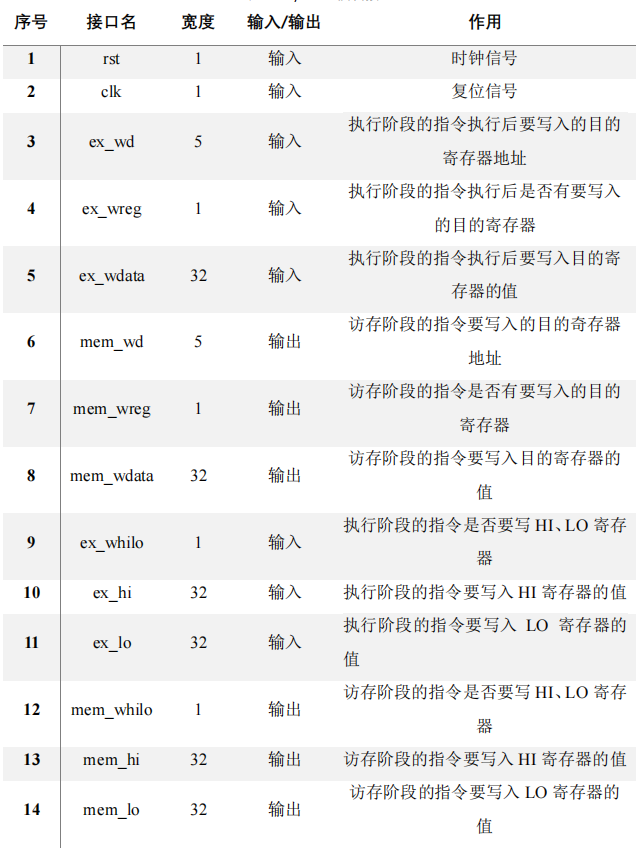 序号 接口名 宽度 输入/输出 作用
1 rst 1 输入 时钟信号
2 clk 1 输入 复位信号
3 ex_wd 5 输入 执行阶段的指令执行后要写入的目的
寄存器地址
4 ex_wreg 1 输入 执行阶段的指令执行后是否有要写入
的目的寄存器
5 ex_wdata 32 输入 执行阶段的指令执行后要写入目的寄
存器的值
6 mem_wd 5 输出 访存阶段的指令要写入的目的奇存器
地址
7 mem_wreg 1 输出 访存阶段的指令是否有要写入的目的
寄存器
8 mem_wdata 32 输出 访存阶段的指令要写入目的寄存器的
值
9 ex_whilo 1 输入 执行阶段的指令是否要写 HI、LO 寄存
器
10 ex_hi 32 输入 执行阶段的指令要写入 HI 寄存器的值
11 ex_lo 32 输入 执行阶段的指令要写入 LO 寄存器的
值
12 mem_whilo 1 输出 访存阶段的指令是否要写 HI、LO 寄存
器
13 mem_hi 32 输出 访存阶段的指令要写入 HI 寄存器的值
14 mem_lo 32 输出 访存阶段的指令要写入 LO 寄存器的
值